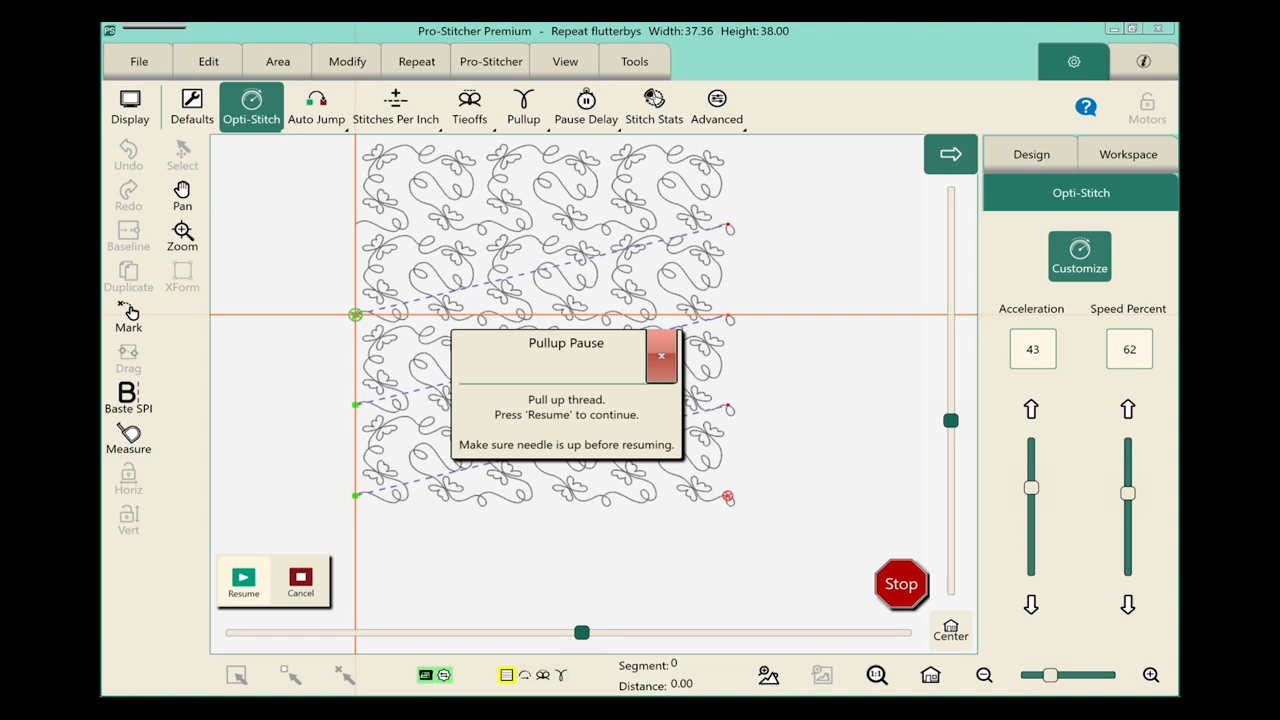 PS
Pro-Stitcher Premium - Repeat flutterbys Width:37.36 Height:38.00
File Edit Area Modify Repeat Pro-Stitcher View Tools
Display Defaults Opti-Stitch Auto Jump Stitches Per Inch Tieoffs Pullup Pause Delay Stitch Stats Advanced ? Motors
Undo Select
Design Workspace
Redo Pan
Opti-Stitch
Baseline Zoom
Duplicate XForm
Customize
Mark
Acceleration Speed Percent
43 62
Drag
Baste SPI
Measure
Horiz
Vert
Pullup Pause
x
Pull up thread.
Press 'Resume' to continue.
Make sure needle is up before resuming.
Resume Cancel
Stop
Center
Segment: 0
Distance: 0.00
1:1